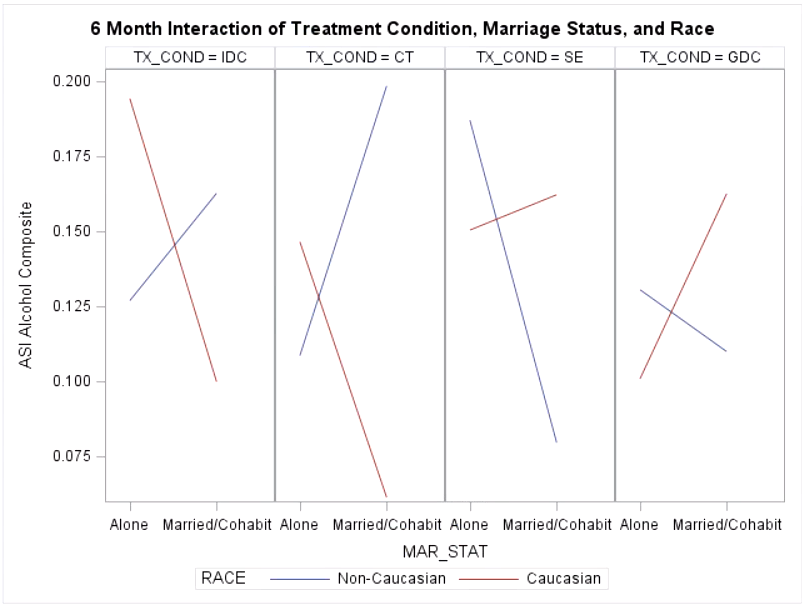 6 Month Interaction of Treatment Condition, Marriage Status, and Race
TX_COND = IDC TX_COND = CT TX_COND = SE TX_COND = GDC
0.200
0.175
0.150
0.125
0.100
0.075
ASI Alcohol Composite
Alone Married/Cohabit Alone Married/Cohabit Alone Married/Cohabit Alone Married/Cohabit
MAR_STAT
RACE Non-Caucasian Caucasian